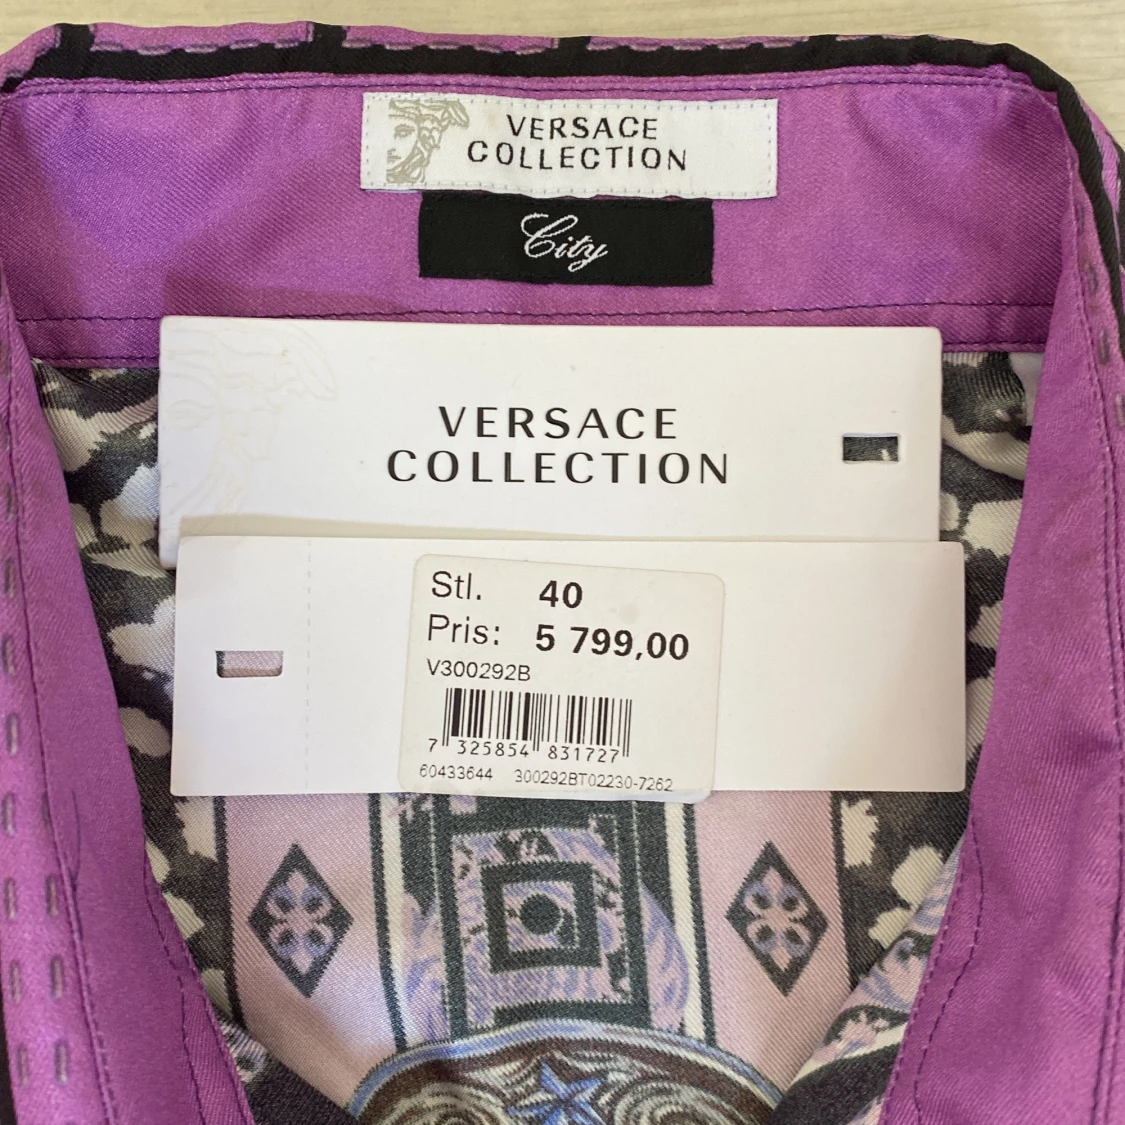 VERSACE
COLLECTION
City
VERSACE
COLLECTION
Stl. 40
Pris: 5 799,00
V300292B
7 325854 831727
60433644 300292BT02230-7262